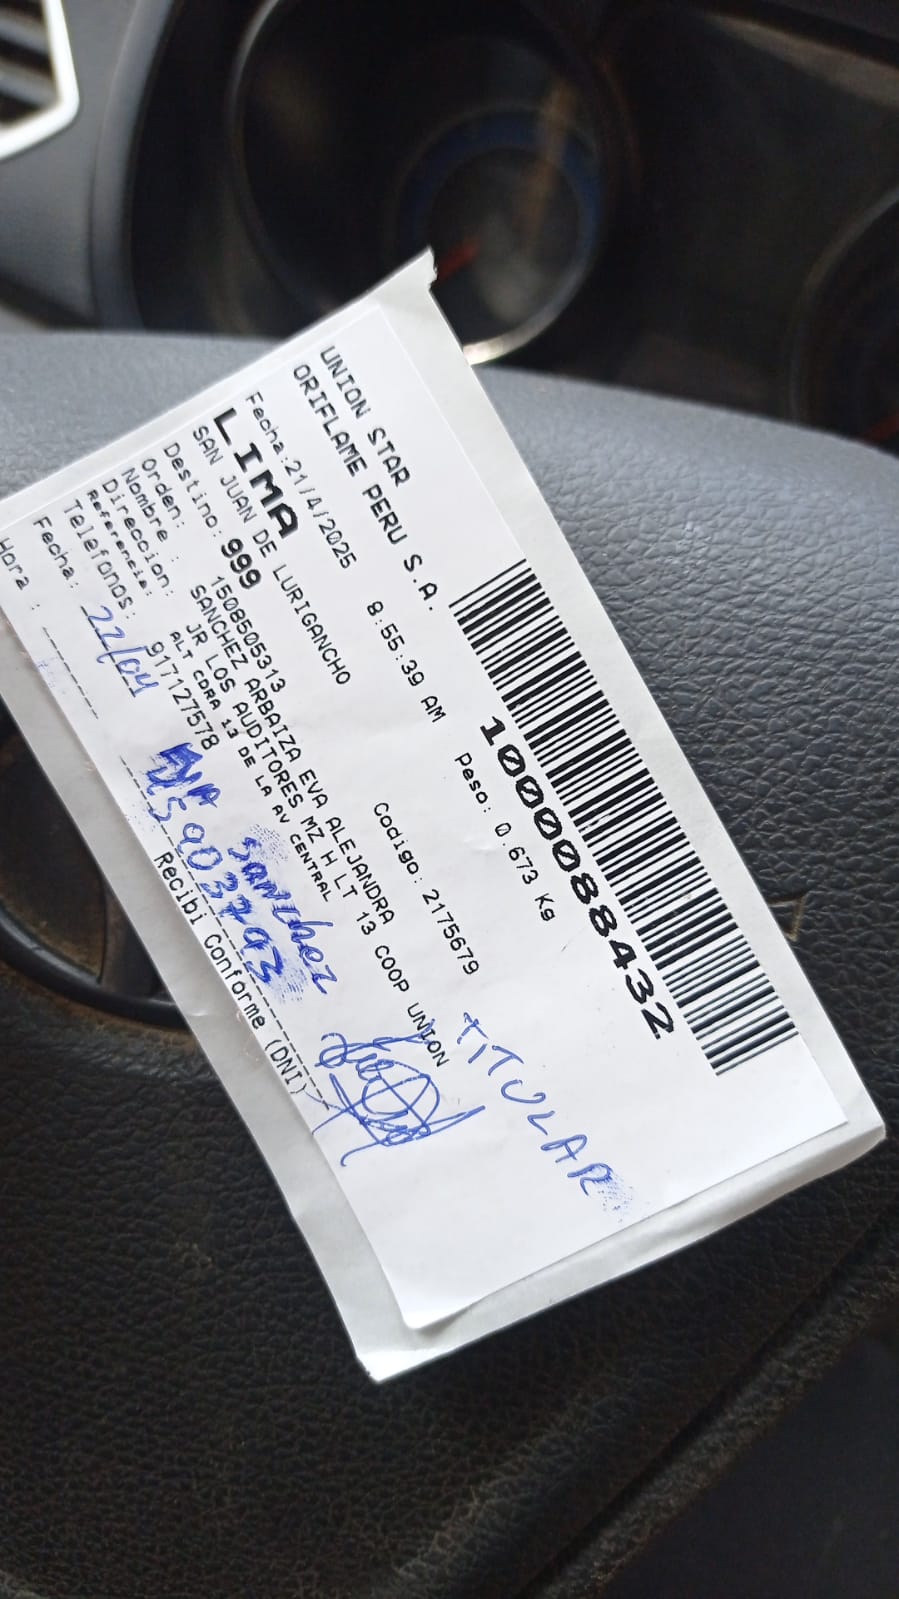 UNION STAR
ORIFLAME PERU S.A.
1000088432
Fecha:21/4/2025 8:55:39 AM Peso: 0.673 Kg
LIMA
SAN JUAN DE LURIGANCHO Codigo: 2175679
Destino: 999
Orden: 1508505313
Nombre : SANCHEZ ARBAIZA EVA ALEJANDRA
Direccion: JR LOS AUDITORES MZ H LT 13 COOP UNION
Referencia: ALT CDRA 13 DE LA AV CENTRAL
Telefonos: 917127578
Fecha: 22/04
Hora :
EVA SANCHEZ
Recibi Conforme (DNI)
TITULAR